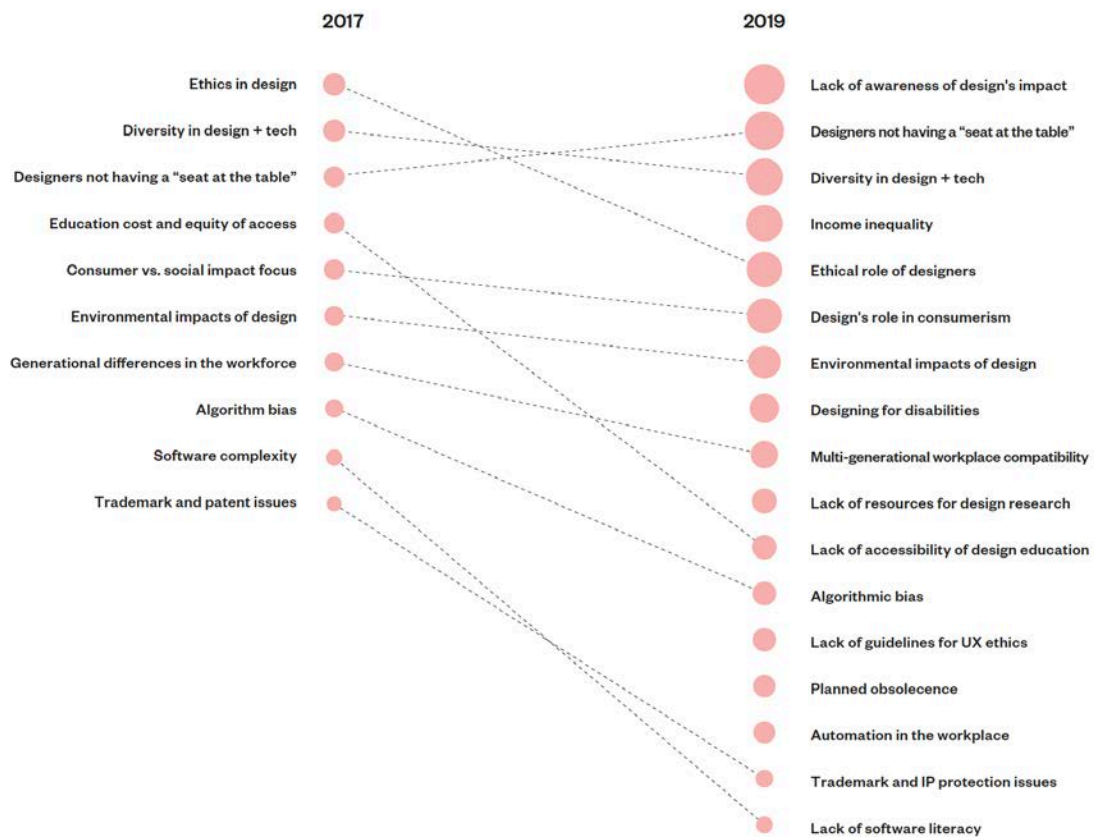 2017
2019
Ethics in design
Diversity in design + tech
Designers not having a “seat at the table”
Education cost and equity of access
Consumer vs. social impact focus
Environmental impacts of design
Generational differences in the workforce
Algorithm bias
Software complexity
Trademark and patent issues
Lack of awareness of design's impact
Designers not having a “seat at the table”
Diversity in design + tech
Income inequality
Ethical role of designers
Design's role in consumerism
Environmental impacts of design
Designing for disabilities
Multi-generational workplace compatibility
Lack of resources for design research
Lack of accessibility of design education
Algorithmic bias
Lack of guidelines for UX ethics
Planned obsolecence
Automation in the workplace
Trademark and IP protection issues
Lack of software literacy